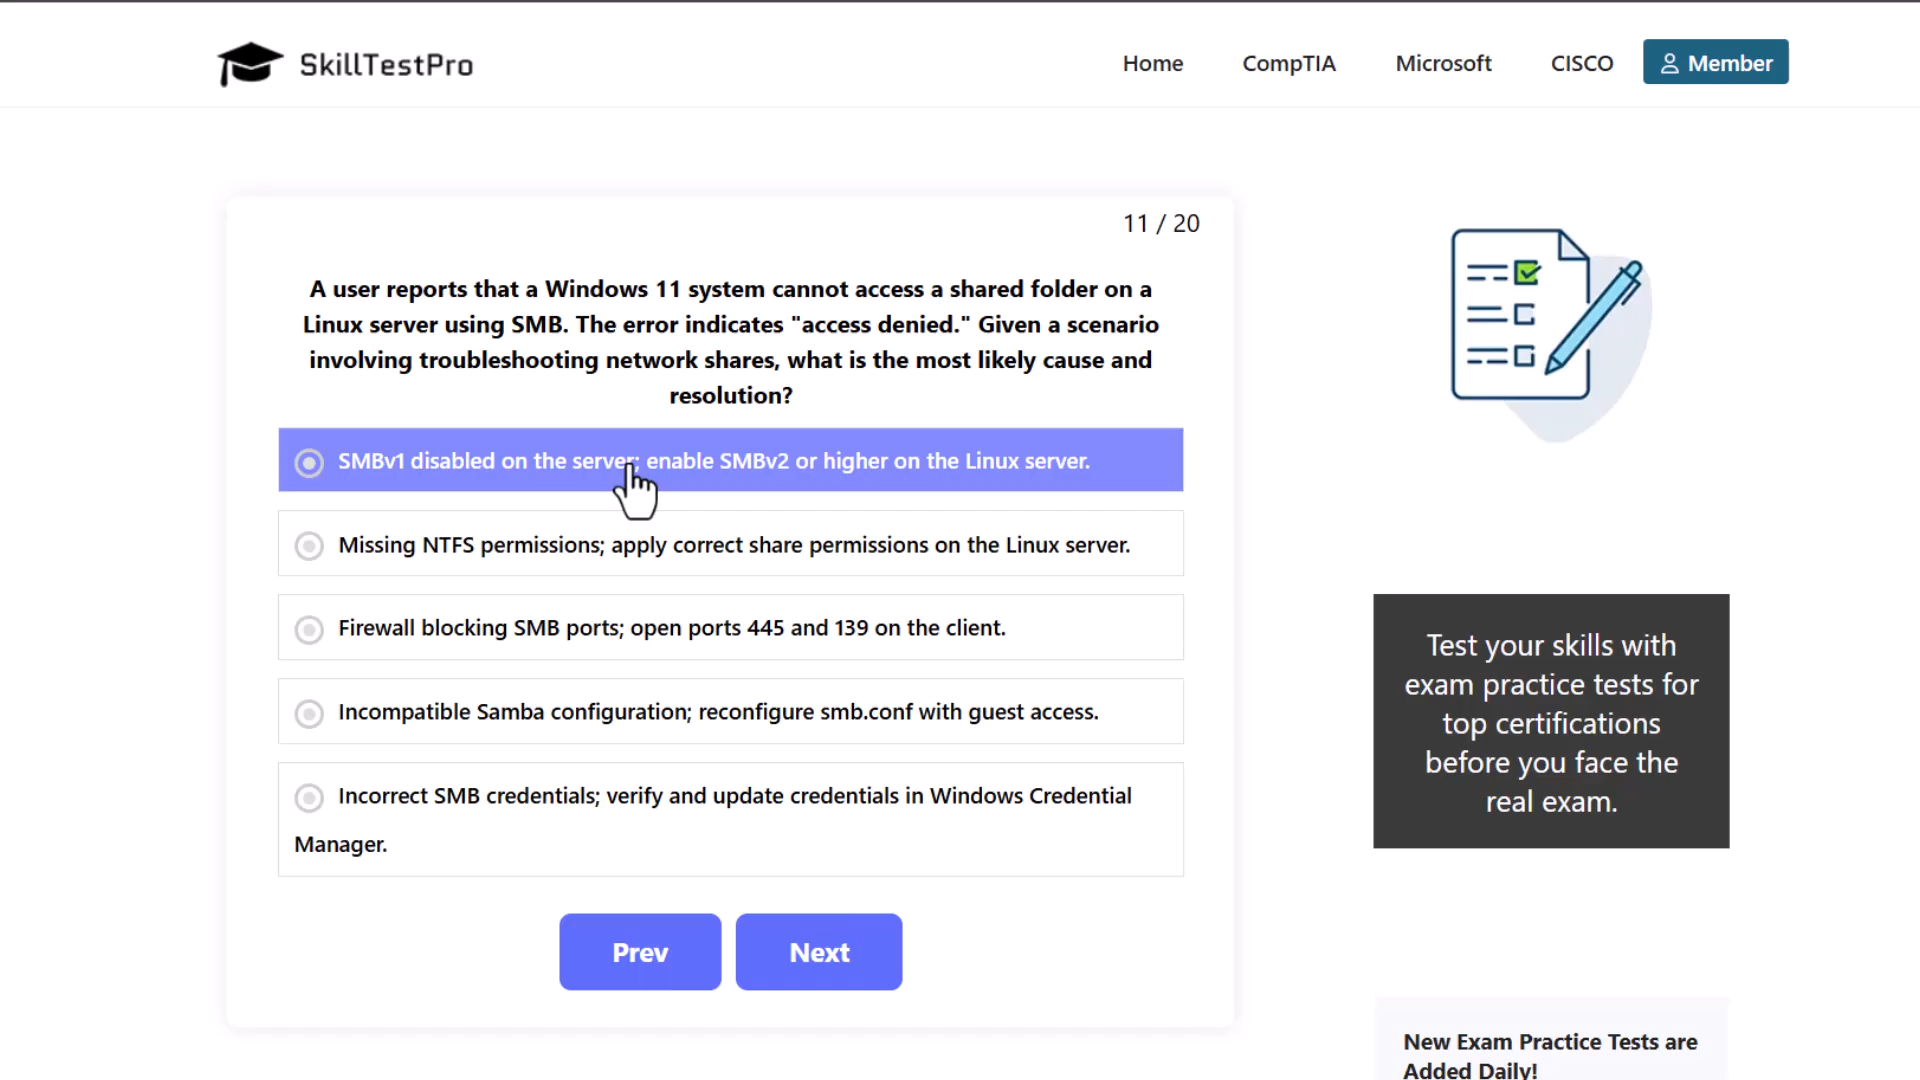 SkillTestPro
Home
CompTIA
Microsoft
CISCO
Member
11 / 20
A user reports that a Windows 11 system cannot access a shared folder on a
Linux server using SMB. The error indicates "access denied." Given a scenario
involving troubleshooting network shares, what is the most likely cause and
resolution?
SMBv1 disabled on the server; enable SMBv2 or higher on the Linux server.
Missing NTFS permissions; apply correct share permissions on the Linux server.
Firewall blocking SMB ports; open ports 445 and 139 on the client.
Incompatible Samba configuration; reconfigure smb.conf with guest access.
Incorrect SMB credentials; verify and update credentials in Windows Credential
Manager.
Prev
Next
Test your skills with
exam practice tests for
top certifications
before you face the
real exam.
New Exam Practice Tests are
Added Daily!